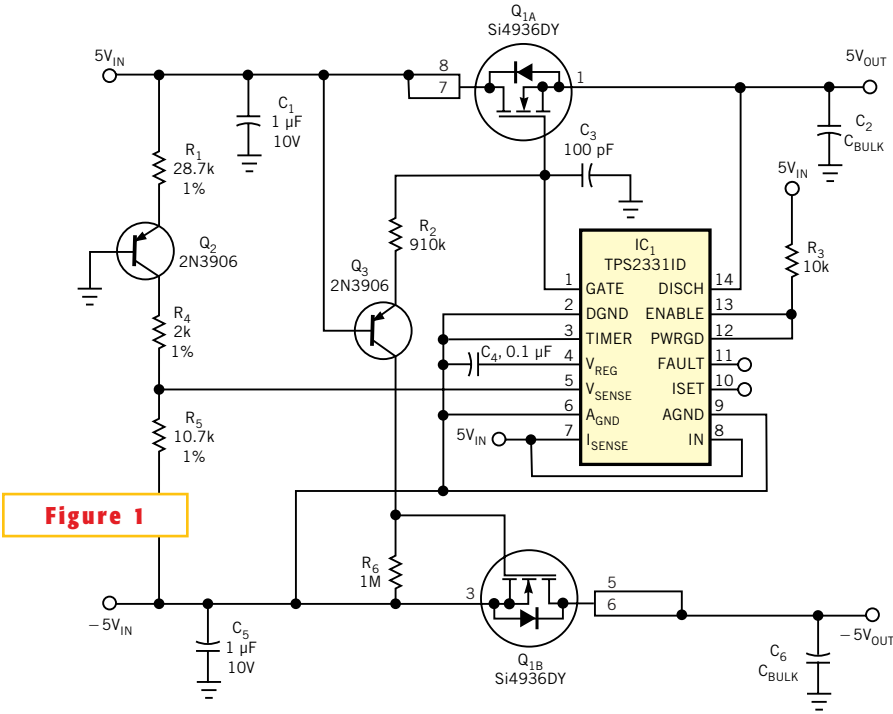 Q1A
Si4936DY
5VIN
8
7
1
5VOUT
C1
1 µF
10V
C2
CBULK
C3
100 pF
5VIN
R1
28.7k
1%
R2
910k
R3
10k
Q2
2N3906
Q3
2N3906
IC1
TPS2331ID
1
GATE
DISCH
14
2
DGND
ENABLE
13
3
TIMER
PWRGD
12
C4, 0.1 µF
4
VREG
FAULT
11
5
VSENSE
ISET
10
6
AGND
AGND
9
5VIN
7
ISENSE
IN
8
R4
2k
1%
R5
10.7k
1%
Figure 1
R6
1M
−5VIN
3
5
6
−5VOUT
C5
1 µF
10V
Q1B
Si4936DY
C6
CBULK